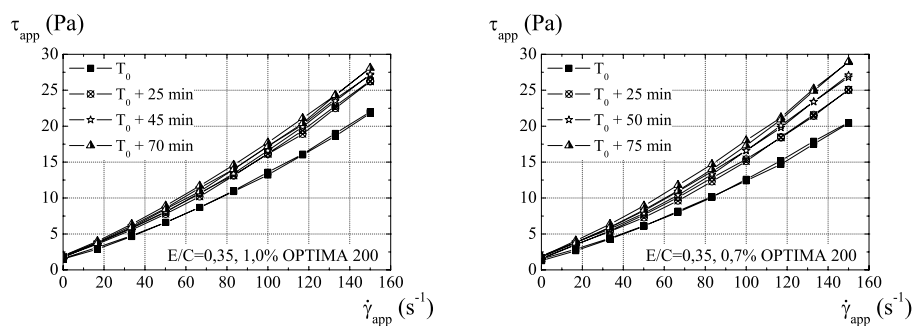 τapp (Pa)
30
25
20
15
10
5
0
T0
T0 + 25 min
T0 + 45 min
T0 + 70 min
E/C=0,35, 1,0% OPTIMA 200
0 20 40 60 80 100 120 140 160
γ̇app (s-1)
τapp (Pa)
30
25
20
15
10
5
0
T0
T0 + 25 min
T0 + 50 min
T0 + 75 min
E/C=0,35, 0,7% OPTIMA 200
0 20 40 60 80 100 120 140 160
γ̇app (s-1)